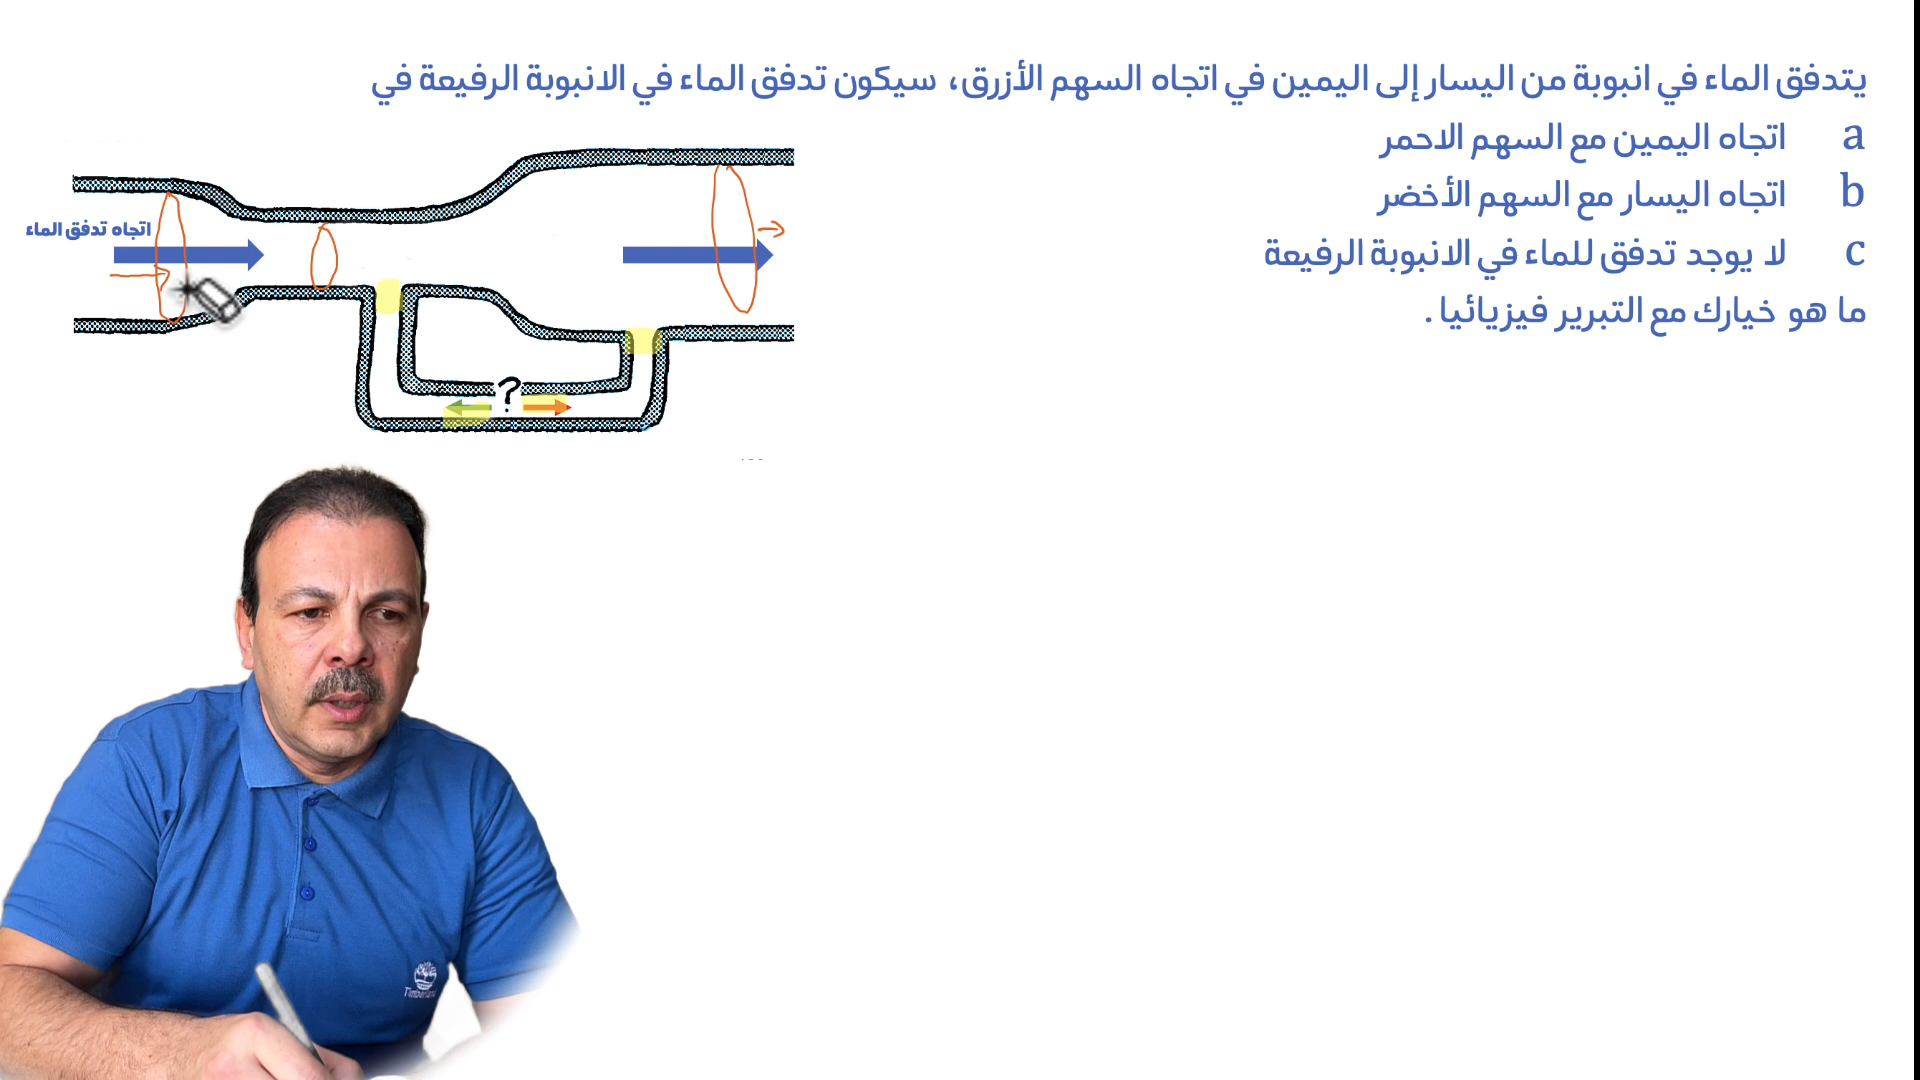 يتدفق الماء في انبوبة من اليسار إلى اليمين في اتجاه السهم الأزرق، سيكون تدفق الماء في الانبوبة الرفيعة في
a اتجاه اليمين مع السهم الاحمر
b اتجاه اليسار مع السهم الأخضر
c لا يوجد تدفق للماء في الانبوبة الرفيعة
ما هو خيارك مع التبرير فيزيائيا .
اتجاه تدفق الماء
?
Timberland